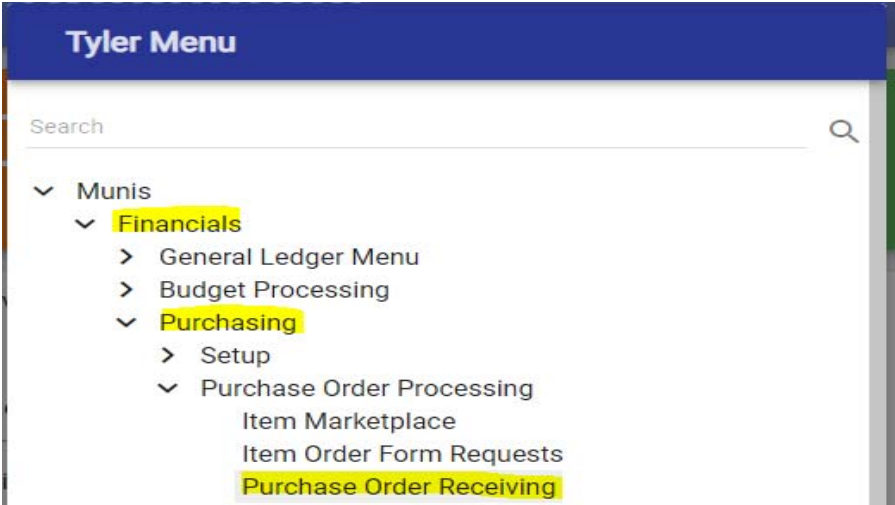 Tyler Menu
Search
Munis
Financials
General Ledger Menu
Budget Processing
Purchasing
Setup
Purchase Order Processing
Item Marketplace
Item Order Form Requests
Purchase Order Receiving